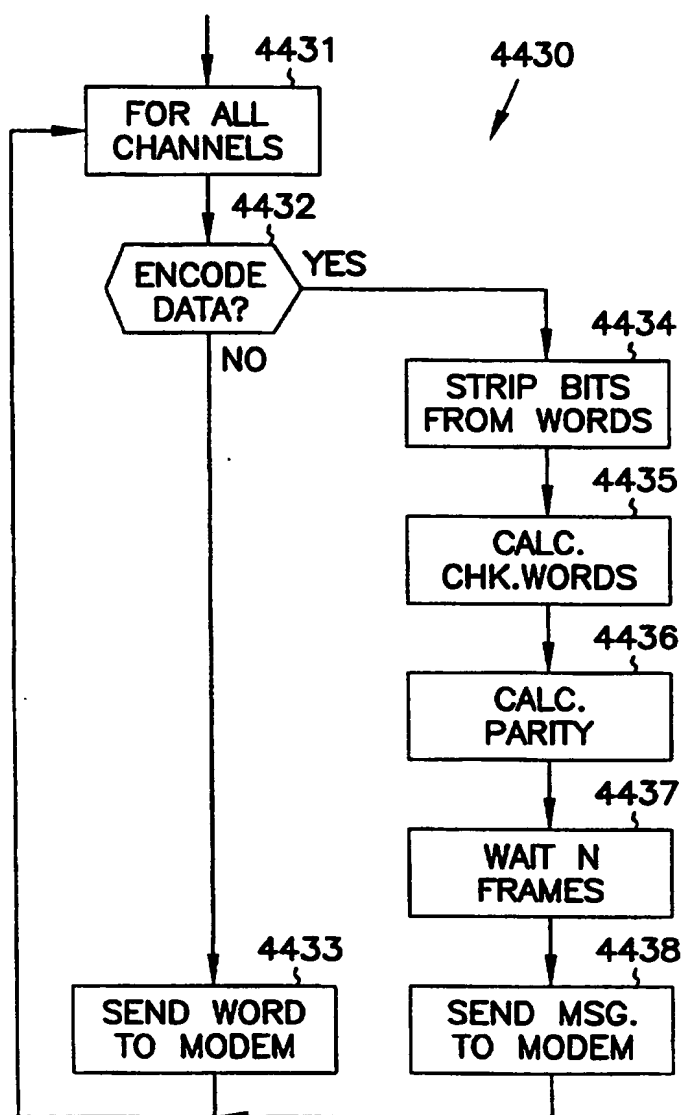 4431
4430
FOR ALL
CHANNELS
4432
ENCODE
DATA?
YES
NO
4434
STRIP BITS
FROM WORDS
4435
CALC.
CHK.WORDS
4436
CALC.
PARITY
4437
WAIT N
FRAMES
4433
SEND WORD
TO MODEM
4438
SEND MSG.
TO MODEM